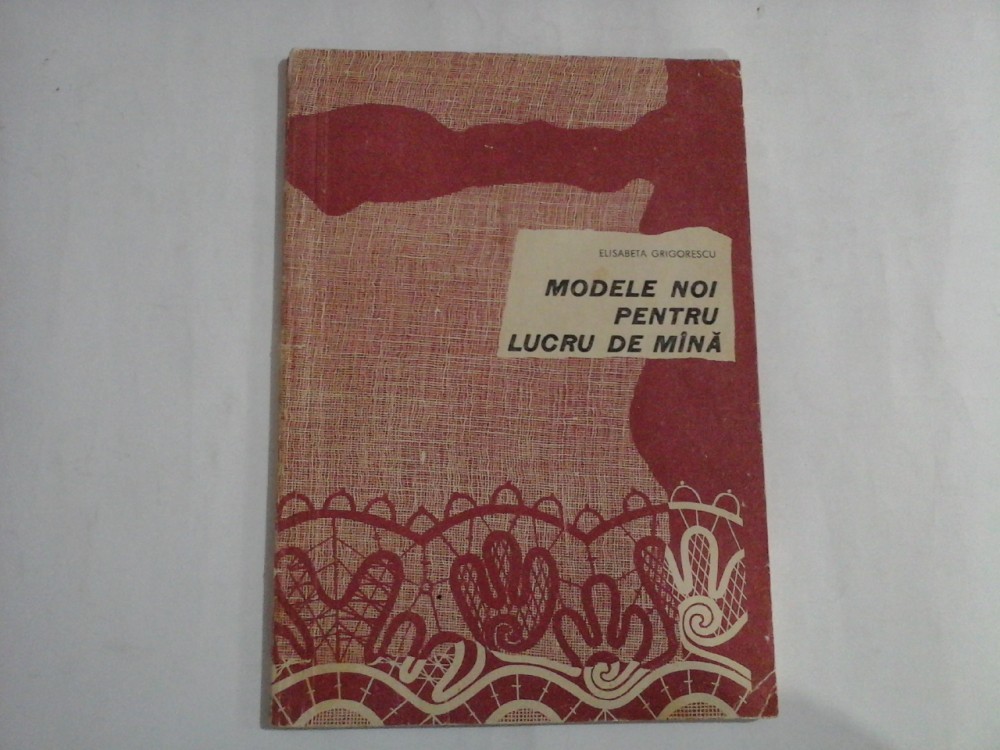 ELISABETA GRIGORESCU
MODELE NOI
PENTRU
LUCRU DE MÎNĂ